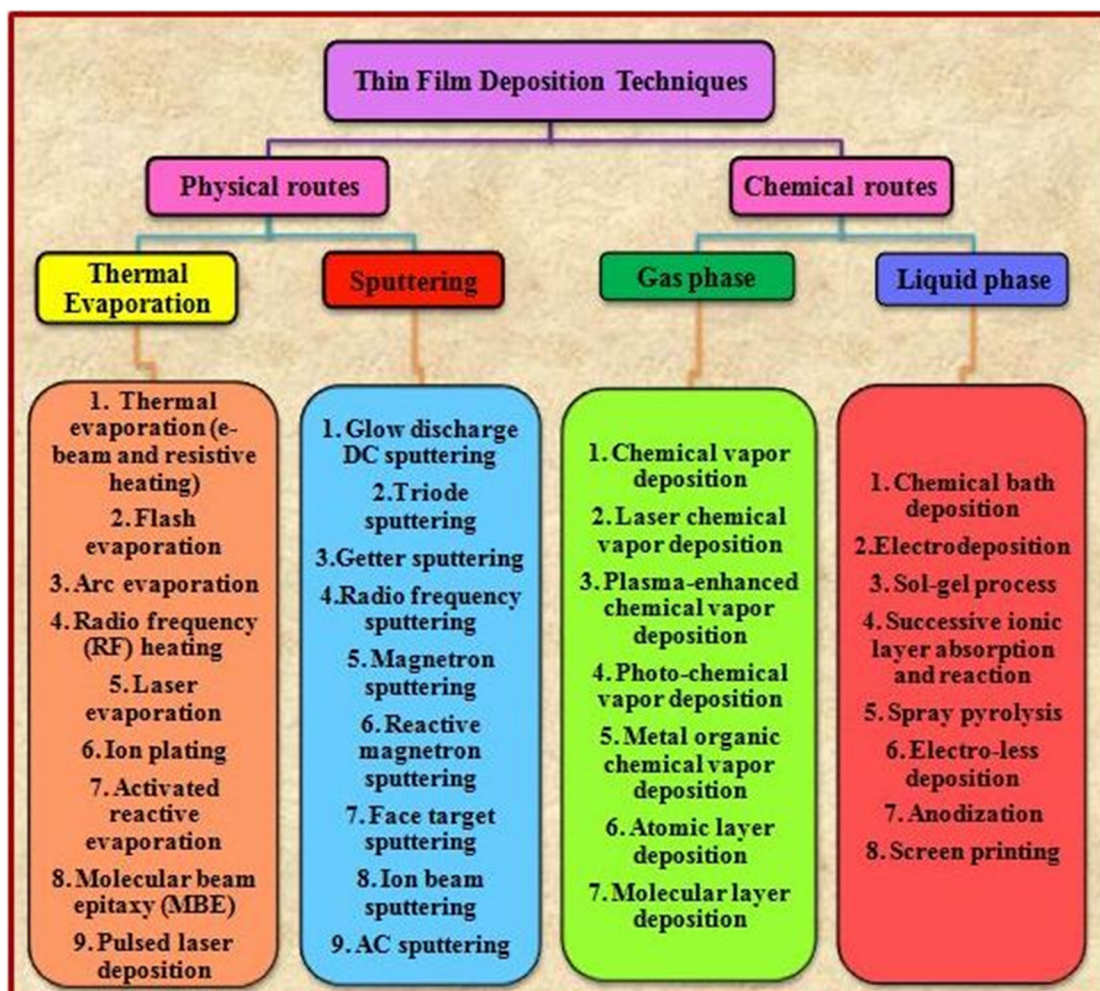 Thin Film Deposition Techniques
Physical routes
Chemical routes
Thermal
Evaporation
Sputtering
Gas phase
Liquid phase
1. Thermal
evaporation (e-
beam and resistive
heating)
2. Flash
evaporation
3. Arc evaporation
4. Radio frequency
(RF) heating
5. Laser
evaporation
6. Ion plating
7. Activated
reactive
evaporation
8. Molecular beam
epitaxy (MBE)
9. Pulsed laser
deposition
1. Glow discharge
DC sputtering
2.Triode
sputtering
3.Getter sputtering
4.Radio frequency
sputtering
5. Magnetron
sputtering
6. Reactive
magnetron
sputtering
7. Face target
sputtering
8. Ion beam
sputtering
9. AC sputtering
1. Chemical vapor
deposition
2. Laser chemical
vapor deposition
3. Plasma-enhanced
chemical vapor
deposition
4. Photo-chemical
vapor deposition
5. Metal organic
chemical vapor
deposition
6. Atomic layer
deposition
7. Molecular layer
deposition
1. Chemical bath
deposition
2.Electrodeposition
3. Sol-gel process
4. Successive ionic
layer absorption
and reaction
5. Spray pyrolysis
6. Electro-less
deposition
7. Anodization
8. Screen printing